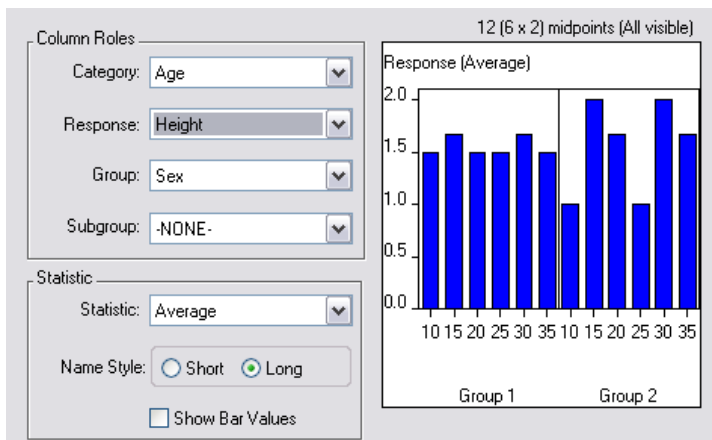 Column Roles
Category: Age
Response: Height
Group: Sex
Subgroup: -NONE-
Statistic
Statistic: Average
Name Style: Short Long
Show Bar Values
12 (6 x 2) midpoints (All visible)
Response (Average)
2.0
1.5
1.0
0.5
0.0
10 15 20 25 30 35 10 15 20 25 30 35
Group 1 Group 2